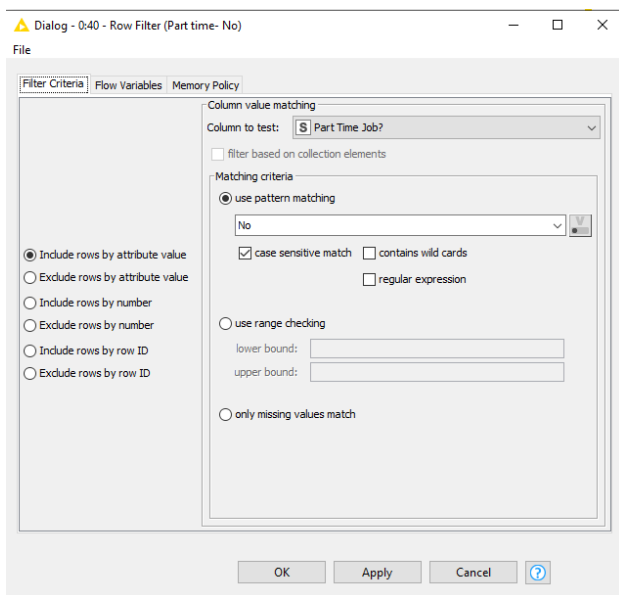 Dialog - 0:40 - Row Filter (Part time- No)
File
Filter Criteria Flow Variables Memory Policy
Column value matching
Column to test: S Part Time Job?
filter based on collection elements
Matching criteria
use pattern matching
No
V
case sensitive match contains wild cards
regular expression
Include rows by attribute value
Exclude rows by attribute value
Include rows by number
Exclude rows by number
Include rows by row ID
Exclude rows by row ID
use range checking
lower bound:
upper bound:
only missing values match
OK Apply Cancel ?